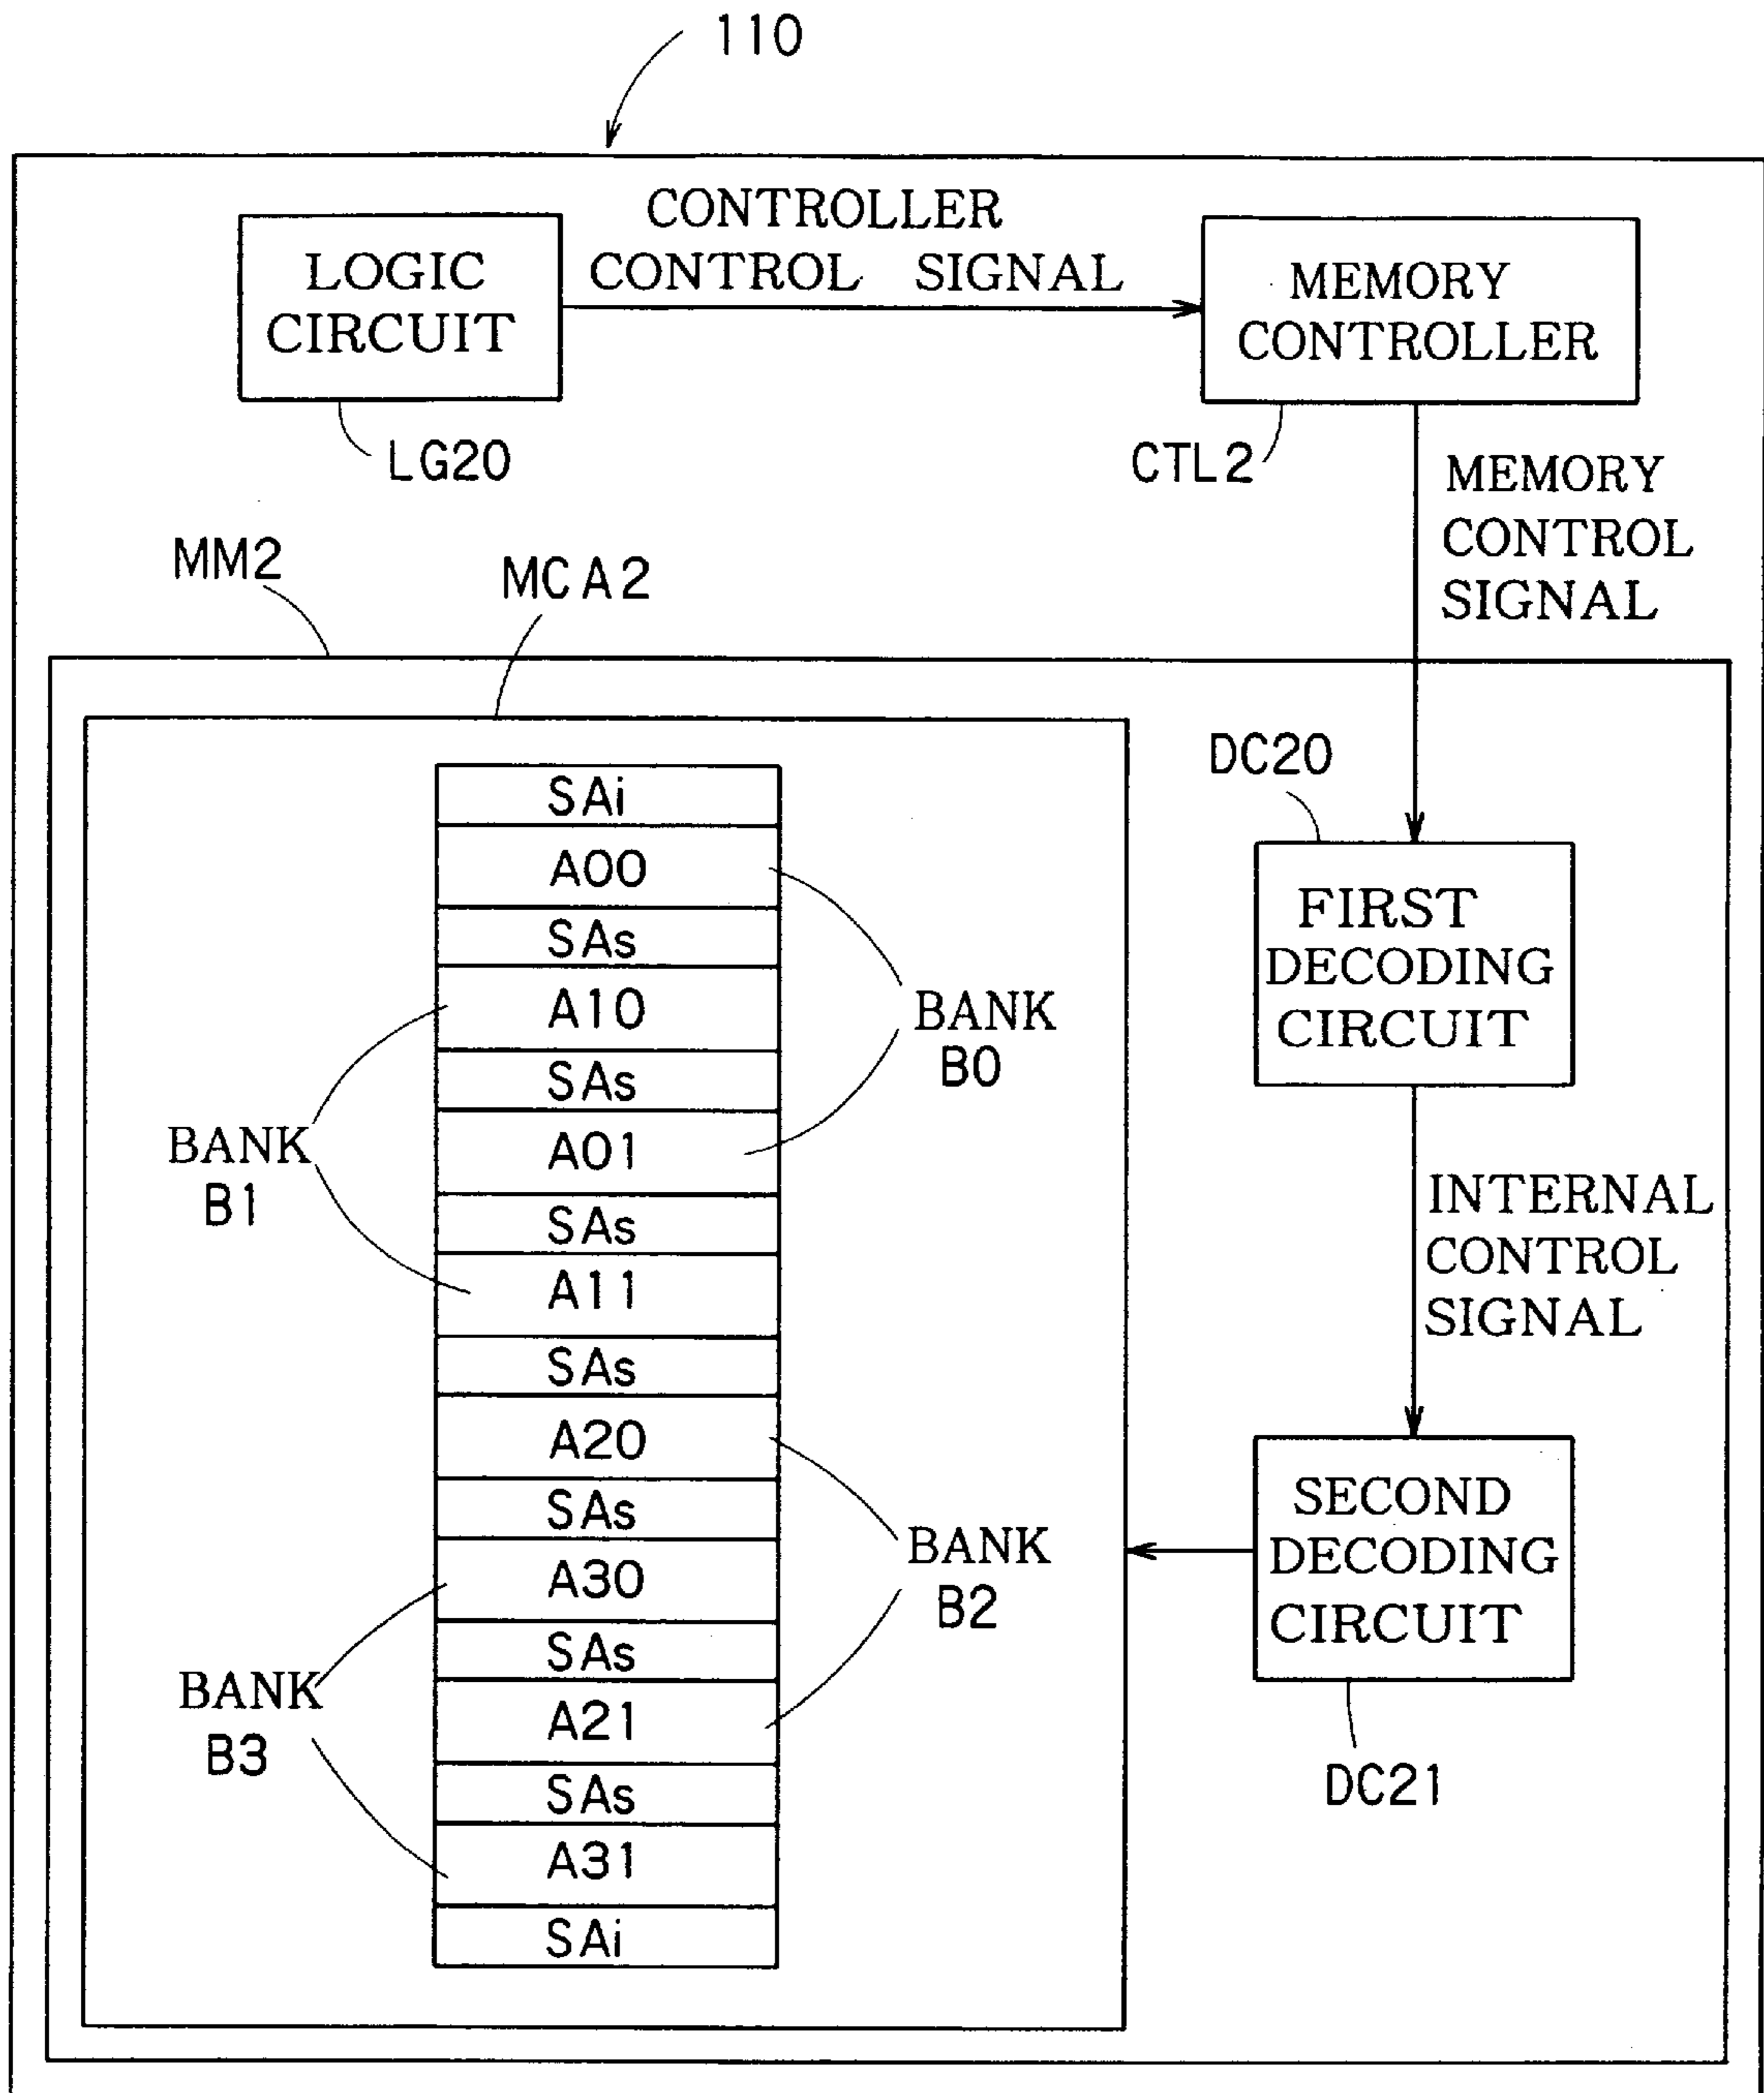 110
LOGIC
CIRCUIT
CONTROLLER
CONTROL SIGNAL
MEMORY
CONTROLLER
LG20
CTL2
MEMORY
CONTROL
SIGNAL
MM2
MCA2
DC20
SAi
A00
SAs
A10
SAs
A01
SAs
A11
SAs
A20
SAs
A30
SAs
A21
SAs
A31
SAi
BANK
B0
BANK
B1
BANK
B2
BANK
B3
FIRST
DECODING
CIRCUIT
INTERNAL
CONTROL
SIGNAL
SECOND
DECODING
CIRCUIT
DC21